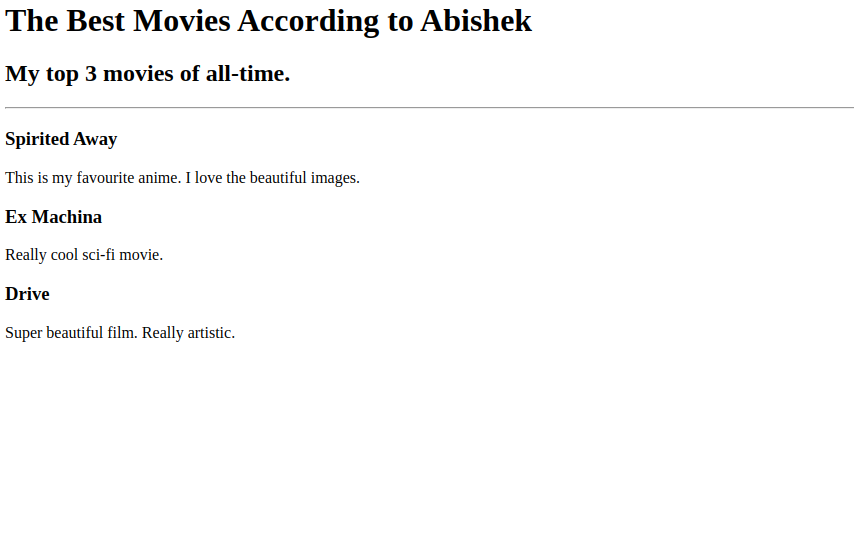 The Best Movies According to Abishek
My top 3 movies of all-time.
Spirited Away
This is my favourite anime. I love the beautiful images.
Ex Machina
Really cool sci-fi movie.
Drive
Super beautiful film. Really artistic.